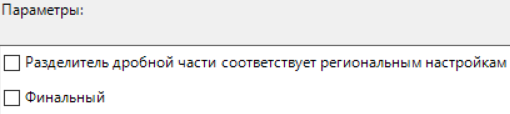 Параметры:
Разделитель дробной части соответствует региональным настройкам
Финальный